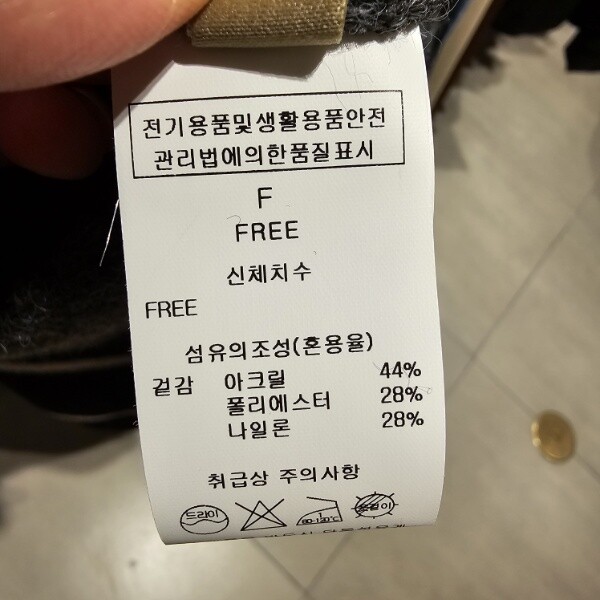 전기용품및생활용품안전
관리법에의한품질표시
F
FREE
신체치수
FREE
섬유의조성(혼용율)
겉감 아크릴 44%
폴리에스터 28%
나일론 28%
취급상 주의사항
드라이
1
80-120℃